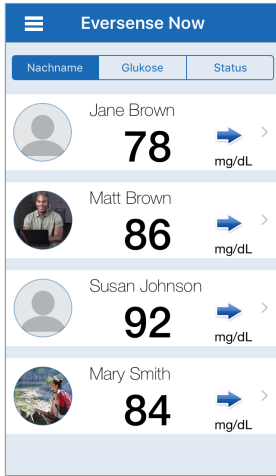 Eversense Now
Nachname Glukose Status
Jane Brown
78
mg/dL
Matt Brown
86
mg/dL
Susan Johnson
92
mg/dL
Mary Smith
84
mg/dL